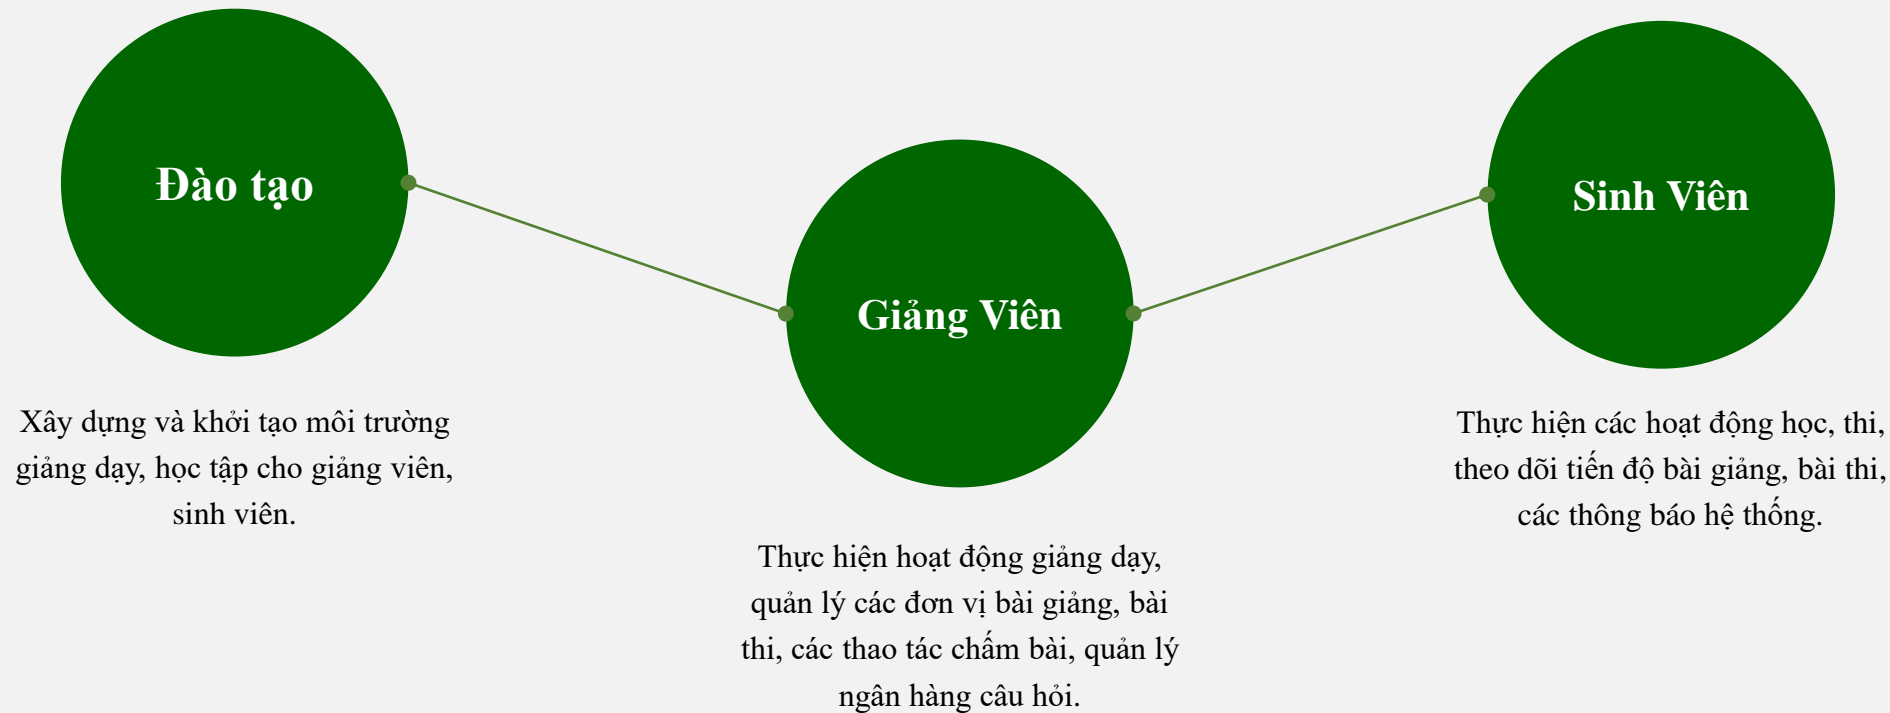 Đào tạo
Xây dựng và khởi tạo môi trường
giảng dạy, học tập cho giảng viên,
sinh viên.
Giảng Viên
Thực hiện hoạt động giảng dạy,
quản lý các đơn vị bài giảng, bài
thi, các thao tác chấm bài, quản lý
ngân hàng câu hỏi.
Sinh Viên
Thực hiện các hoạt động học, thi,
theo dõi tiến độ bài giảng, bài thi,
các thông báo hệ thống.